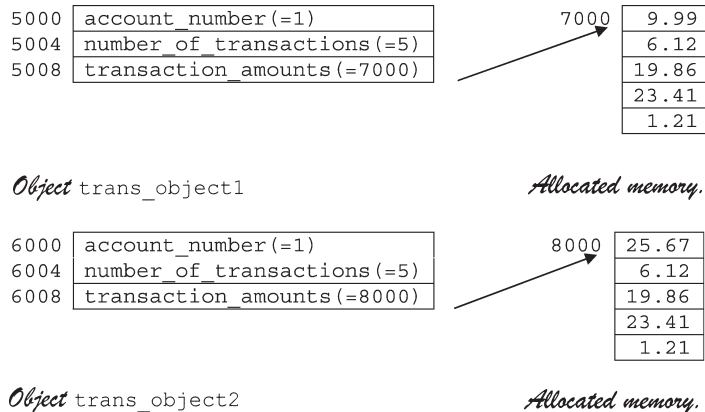 5000 account_number(=1) 7000 9.99
5004 number_of_transactions(=5) 6.12
5008 transaction_amounts(=7000) 19.86
23.41
1.21
Object trans_object1 Allocated memory.
6000 account_number(=1) 8000 25.67
6004 number_of_transactions(=5) 6.12
6008 transaction_amounts(=8000) 19.86
23.41
1.21
Object trans_object2 Allocated memory.